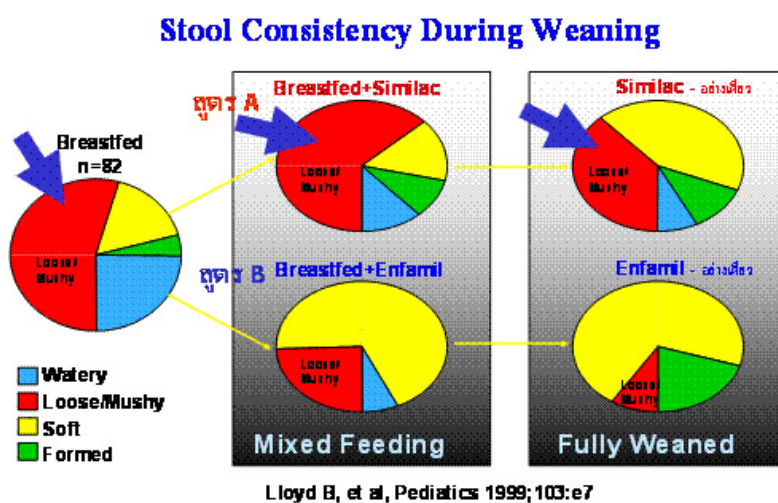 Stool Consistency During Weaning
Breastfed+Similac
Similac - อย่างเดียว
สูตร A
Breastfed
n=82
Loose/
Mushy
Loose/
Mushy
Loose/
Mushy
สูตร B
Breastfed+Enfamil
Enfamil - อย่างเดียว
Loose/
Mushy
Loose/
Mushy
Watery
Loose/Mushy
Soft
Formed
Mixed Feeding
Fully Weaned
Lloyd B, et al, Pediatics 1999;103:e7